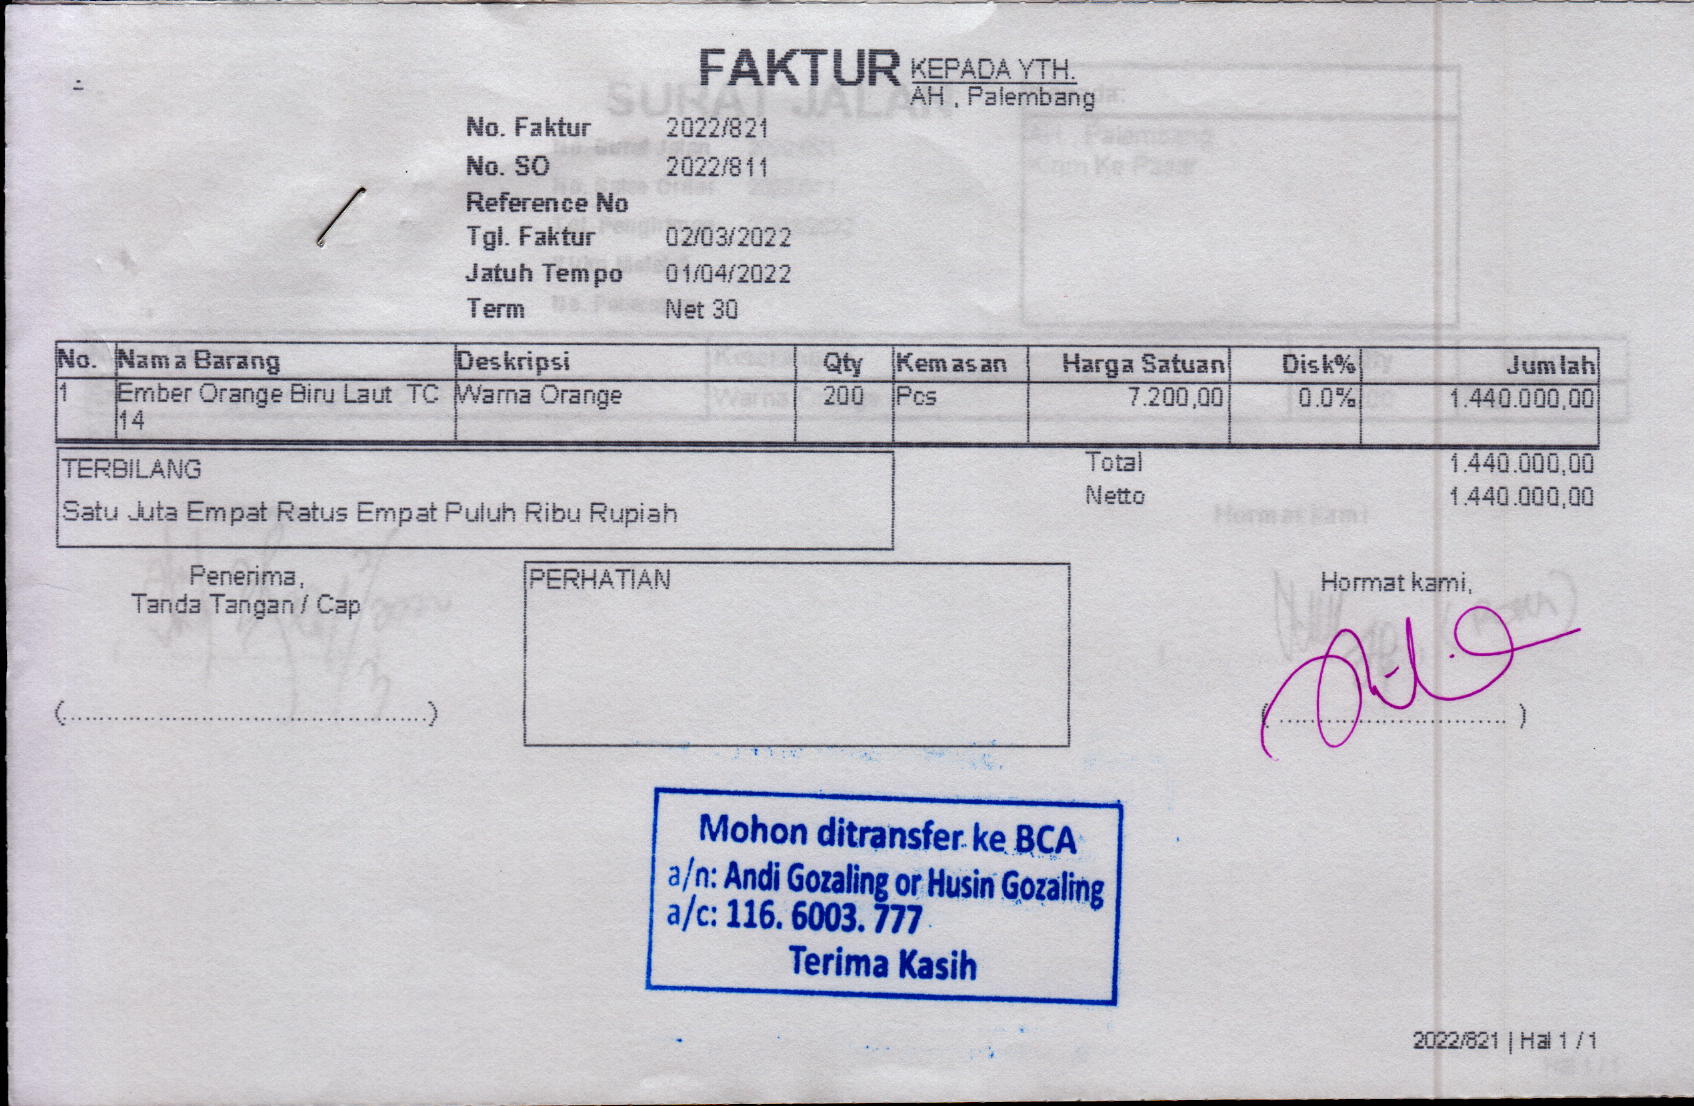 FAKTUR
KEPADA YTH.
AH , Palembang
No. Faktur 2022/821
No. SO 2022/811
Reference No
Tgl. Faktur 02/03/2022
Jatuh Tempo 01/04/2022
Term Net 30
No. Nama Barang Deskripsi Qty Kemasan Harga Satuan Disk% Jumlah
1 Ember Orange Biru Laut TC Warna Orange 200 Pcs 7.200,00 0.0% 1.440.000,00
14
TERBILANG
Satu Juta Empat Ratus Empat Puluh Ribu Rupiah
Total 1.440.000,00
Netto 1.440.000,00
Penerima,
Tanda Tangan / Cap
(................................................)
PERHATIAN
Hormat kami,
( .............................. )
Mohon ditransfer ke BCA
a/n: Andi Gozaling or Husin Gozaling
a/c: 116. 6003. 777
Terima Kasih
2022/821 | Hal 1 / 1